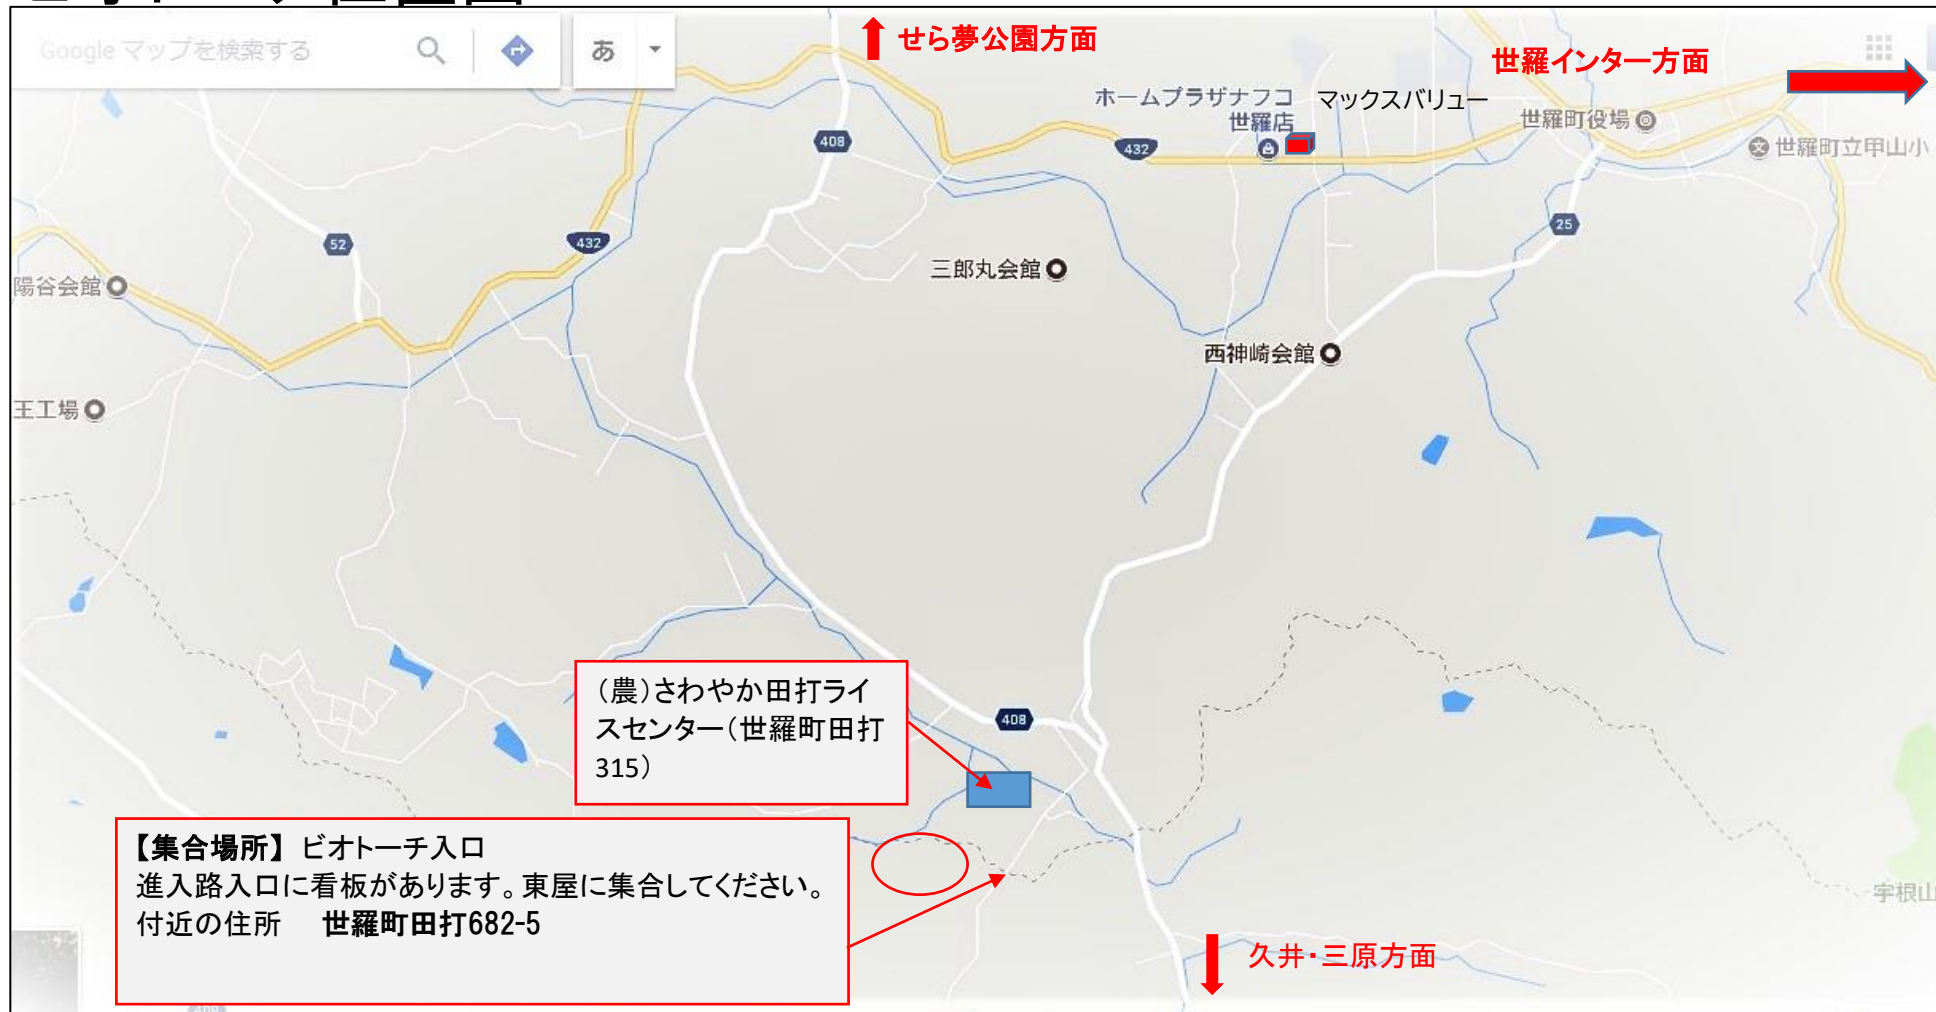 Google マップを検索する
あ
せら夢公園方面
世羅インター方面
ホームプラザナフコ
世羅店
マックスバリュー
世羅町役場
世羅町立甲山小
408
432
25
52
432
三郎丸会館
陽谷会館
西神崎会館
王工場
（農）さわやか田打ライ
スセンター（世羅町田打
315）
408
【集合場所】 ビオトーチ入口
進入路入口に看板があります。東屋に集合してください。
付近の住所　世羅町田打682-5
宇根山
久井・三原方面